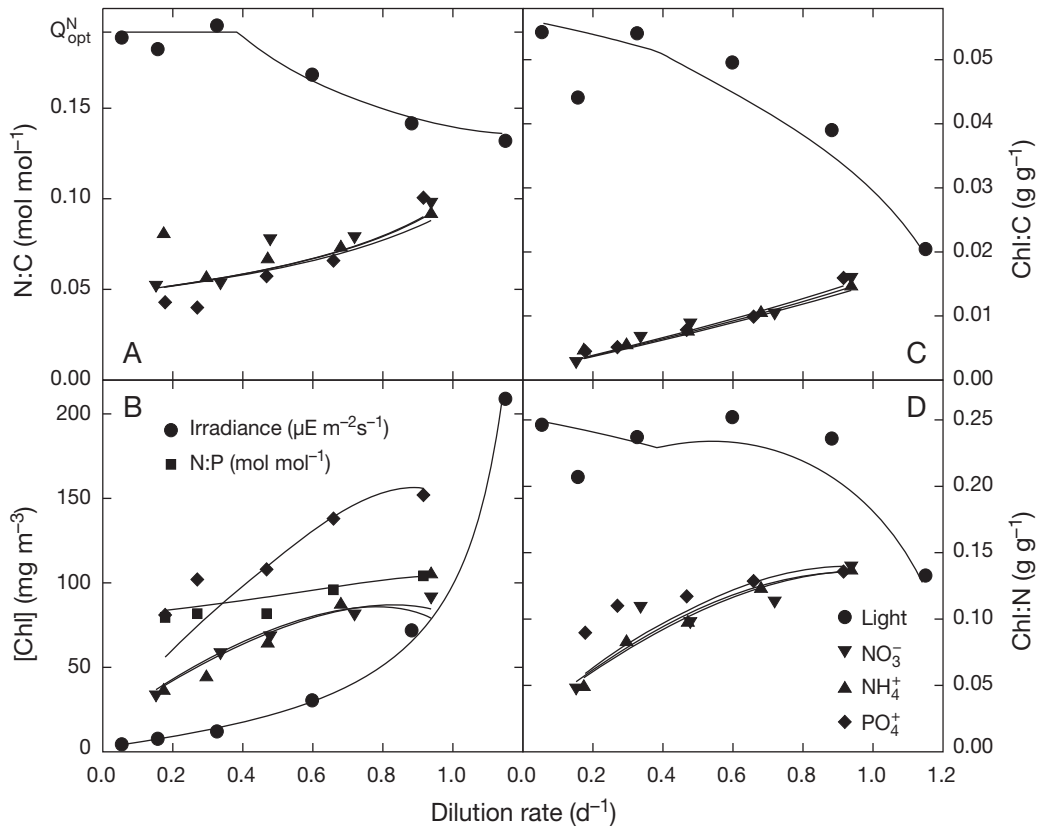 Q^N_opt
0.15
0.10
0.05
0.00
N:C (mol mol−1)
A
0.05
0.04
0.03
0.02
0.01
0.00
Chl:C (g g−1)
C
200
150
100
50
0
[Chl] (mg m−3)
B
Irradiance (µE m−2s−1)
N:P (mol mol−1)
0.25
0.20
0.15
0.10
0.05
0.00
Chl:N (g g−1)
D
Light
NO3−
NH4+
PO4+
0.0 0.2 0.4 0.6 0.8 1.0 0.0 0.2 0.4 0.6 0.8 1.0 1.2
Dilution rate (d−1)